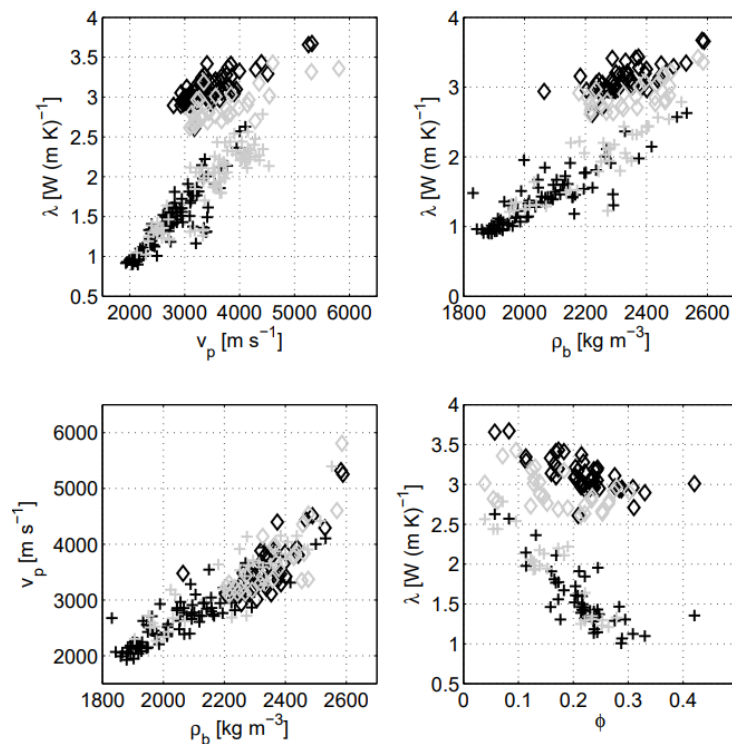 4
3.5
3
2.5
2
1.5
1
0.5
λ [W (m K)⁻¹]
2000 3000 4000 5000 6000
v_p [m s⁻¹]
4
3
2
1
0
λ [W (m K)⁻¹]
1800 2000 2200 2400 2600
ρ_b [kg m⁻³]
6000
5000
4000
3000
2000
v_p [m s⁻¹]
1800 2000 2200 2400 2600
ρ_b [kg m⁻³]
4
3.5
3
2.5
2
1.5
1
0.5
λ [W (m K)⁻¹]
0 0.1 0.2 0.3 0.4
ϕ